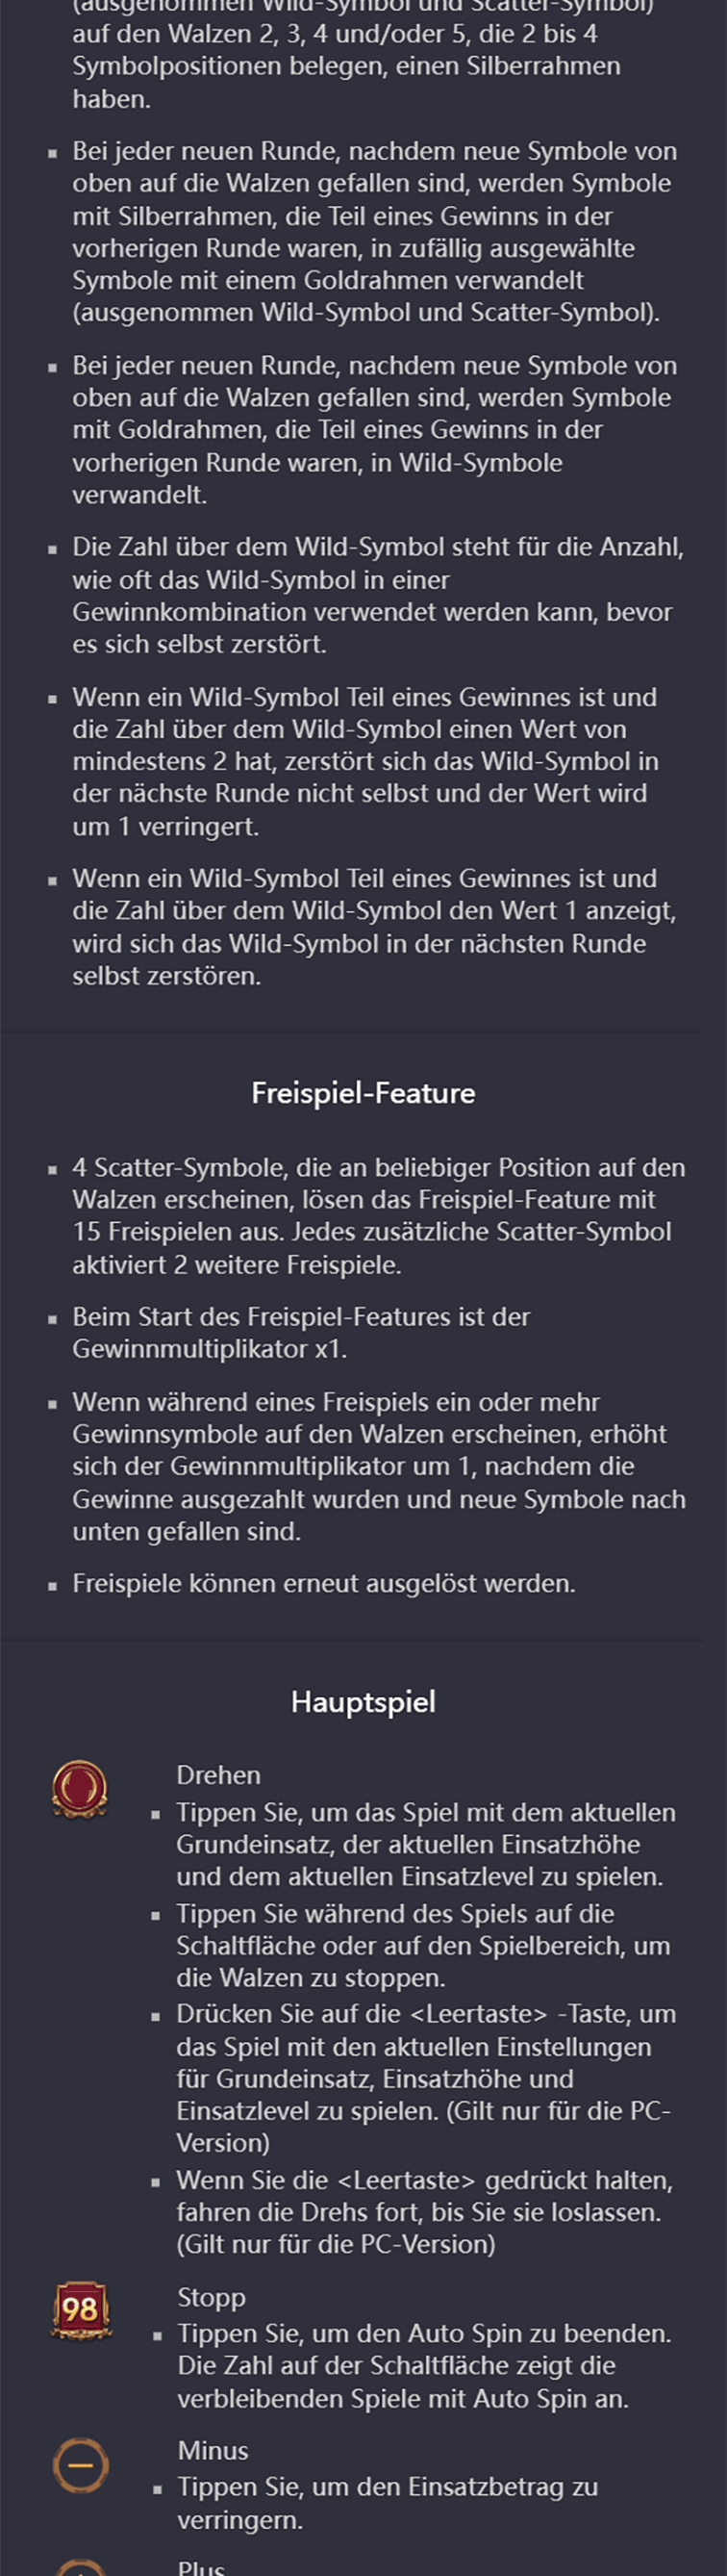 (ausgenommen Wild-Symbol und Scatter-Symbol)
auf den Walzen 2, 3, 4 und/oder 5, die 2 bis 4
Symbolpositionen belegen, einen Silberrahmen
haben.
Bei jeder neuen Runde, nachdem neue Symbole von
oben auf die Walzen gefallen sind, werden Symbole
mit Silberrahmen, die Teil eines Gewinns in der
vorherigen Runde waren, in zufällig ausgewählte
Symbole mit einem Goldrahmen verwandelt
(ausgenommen Wild-Symbol und Scatter-Symbol).
Bei jeder neuen Runde, nachdem neue Symbole von
oben auf die Walzen gefallen sind, werden Symbole
mit Goldrahmen, die Teil eines Gewinns in der
vorherigen Runde waren, in Wild-Symbole
verwandelt.
Die Zahl über dem Wild-Symbol steht für die Anzahl,
wie oft das Wild-Symbol in einer
Gewinnkombination verwendet werden kann, bevor
es sich selbst zerstört.
Wenn ein Wild-Symbol Teil eines Gewinnes ist und
die Zahl über dem Wild-Symbol einen Wert von
mindestens 2 hat, zerstört sich das Wild-Symbol in
der nächste Runde nicht selbst und der Wert wird
um 1 verringert.
Wenn ein Wild-Symbol Teil eines Gewinnes ist und
die Zahl über dem Wild-Symbol den Wert 1 anzeigt,
wird sich das Wild-Symbol in der nächsten Runde
selbst zerstören.
Freispiel-Feature
4 Scatter-Symbole, die an beliebiger Position auf den
Walzen erscheinen, lösen das Freispiel-Feature mit
15 Freispielen aus. Jedes zusätzliche Scatter-Symbol
aktiviert 2 weitere Freispiele.
Beim Start des Freispiel-Features ist der
Gewinnmultiplikator x1.
Wenn während eines Freispiels ein oder mehr
Gewinnsymbole auf den Walzen erscheinen, erhöht
sich der Gewinnmultiplikator um 1, nachdem die
Gewinne ausgezahlt wurden und neue Symbole nach
unten gefallen sind.
Freispiele können erneut ausgelöst werden.
Hauptspiel
Drehen
Tippen Sie, um das Spiel mit dem aktuellen
Grundeinsatz, der aktuellen Einsatzhöhe
und dem aktuellen Einsatzlevel zu spielen.
Tippen Sie während des Spiels auf die
Schaltfläche oder auf den Spielbereich, um
die Walzen zu stoppen.
Drücken Sie auf die <Leertaste> -Taste, um
das Spiel mit den aktuellen Einstellungen
für Grundeinsatz, Einsatzhöhe und
Einsatzlevel zu spielen. (Gilt nur für die PC-
Version)
Wenn Sie die <Leertaste> gedrückt halten,
fahren die Drehs fort, bis Sie sie loslassen.
(Gilt nur für die PC-Version)
98
Stopp
Tippen Sie, um den Auto Spin zu beenden.
Die Zahl auf der Schaltfläche zeigt die
verbleibenden Spiele mit Auto Spin an.
Minus
Tippen Sie, um den Einsatzbetrag zu
verringern.
Plus